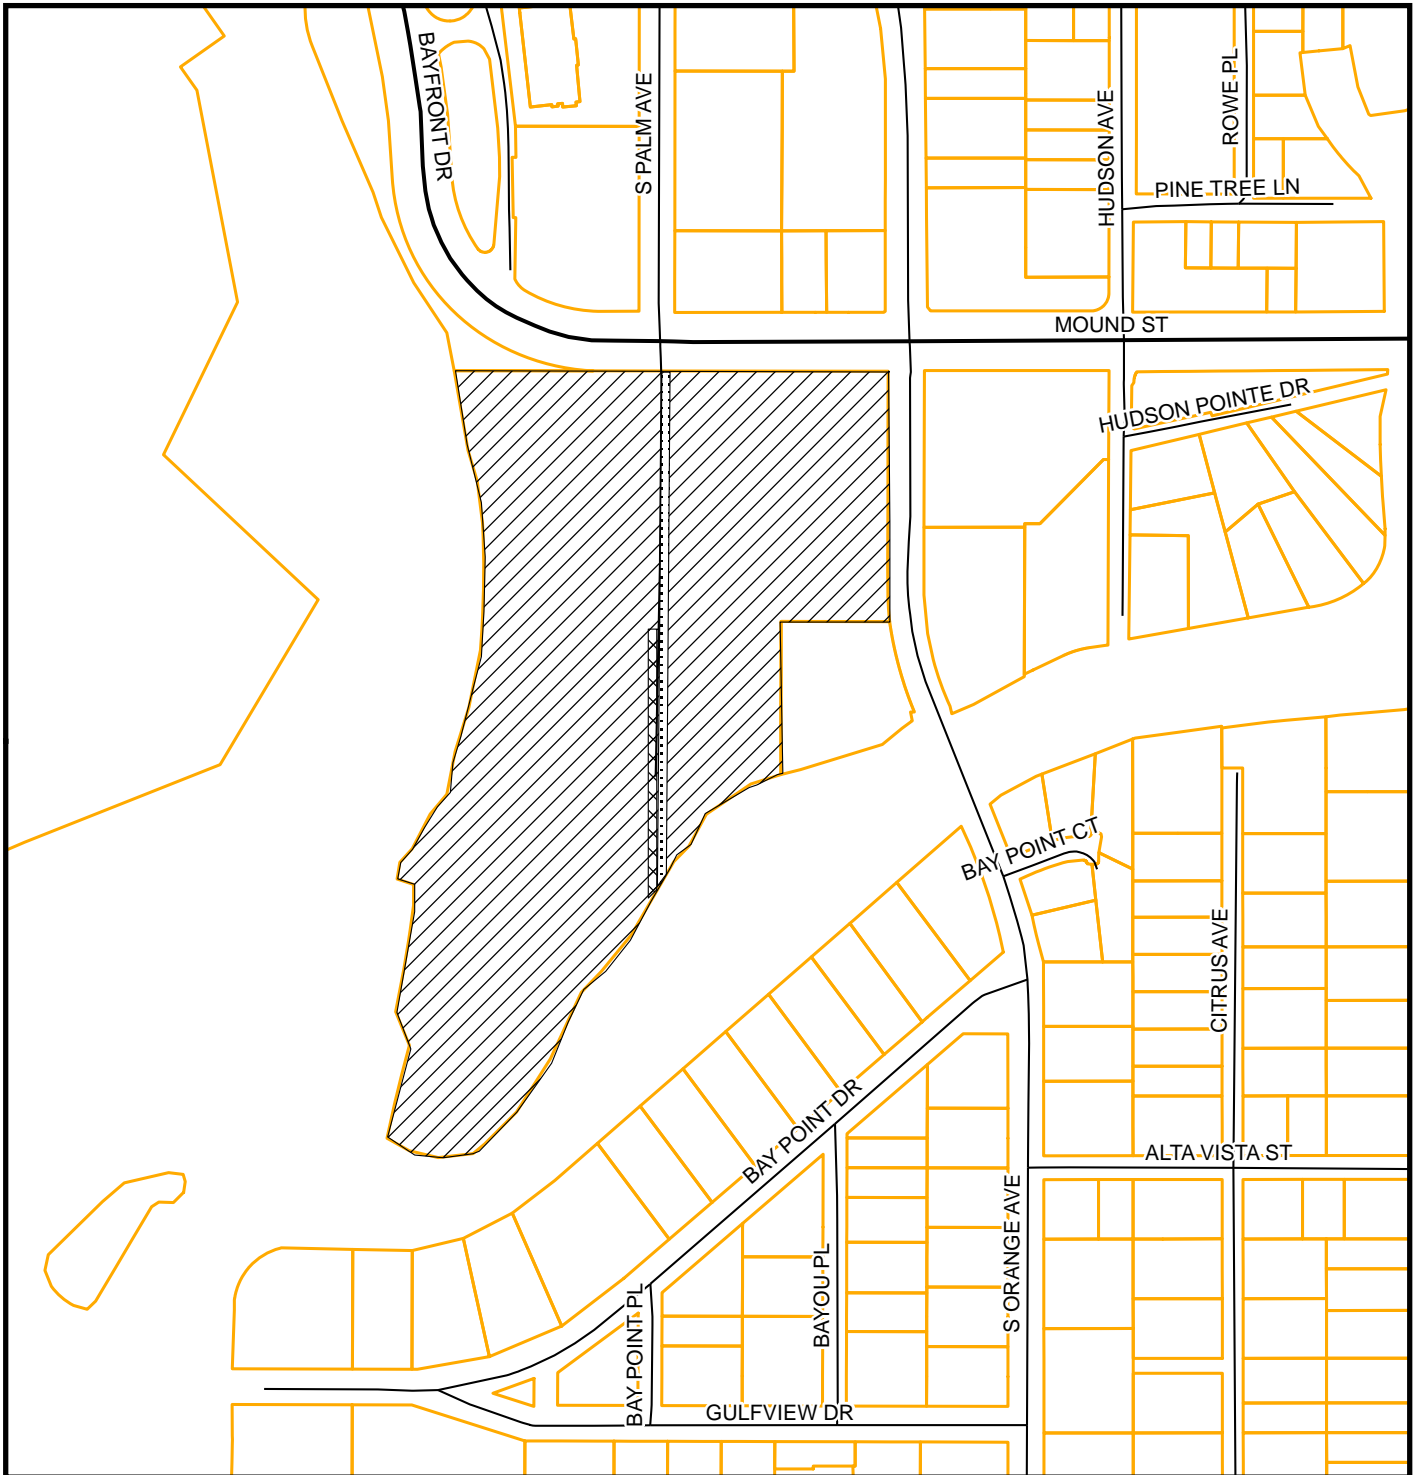 BAYFRONT DR
S PALM AVE
HUDSON AVE
ROWE PL
PINE TREE LN
MOUND ST
HUDSON POINTE DR
BAY POINT CT
CITRUS AVE
BAY POINT DR
ALTA VISTA ST
S ORANGE AVE
BAYOU PL
BAY POINT PL
GULFVIEW DR